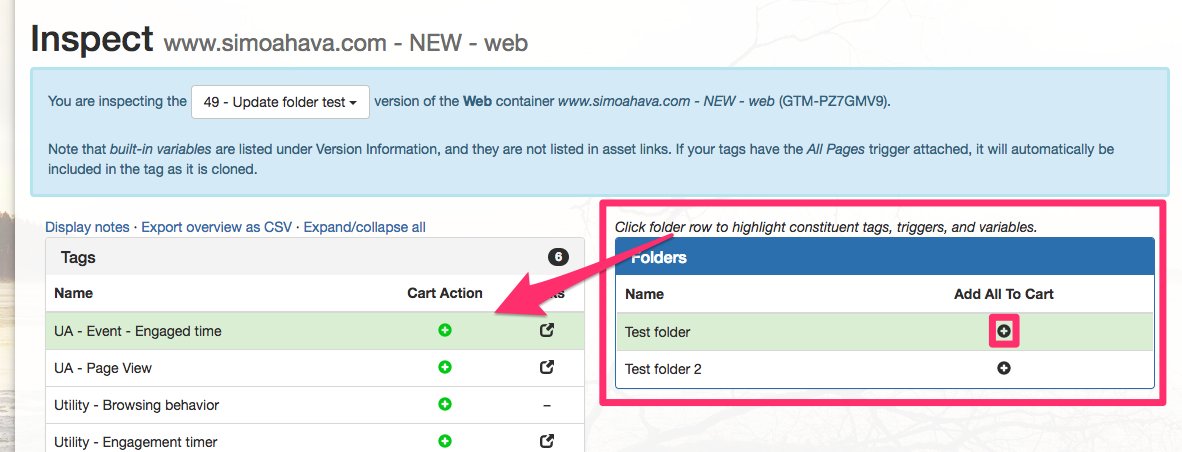 Inspect www.simoahava.com - NEW - web
You are inspecting the 49 - Update folder test version of the Web container www.simoahava.com - NEW - web (GTM-PZ7GMV9).
Note that built-in variables are listed under Version Information, and they are not listed in asset links. If your tags have the All Pages trigger attached, it will automatically be
included in the tag as it is cloned.
Display notes · Export overview as CSV · Expand/collapse all
Tags 6
Name Cart Action
UA - Event - Engaged time
UA - Page View
Utility - Browsing behavior –
Utility - Engagement timer
Click folder row to highlight constituent tags, triggers, and variables.
Folders
Name Add All To Cart
Test folder
Test folder 2